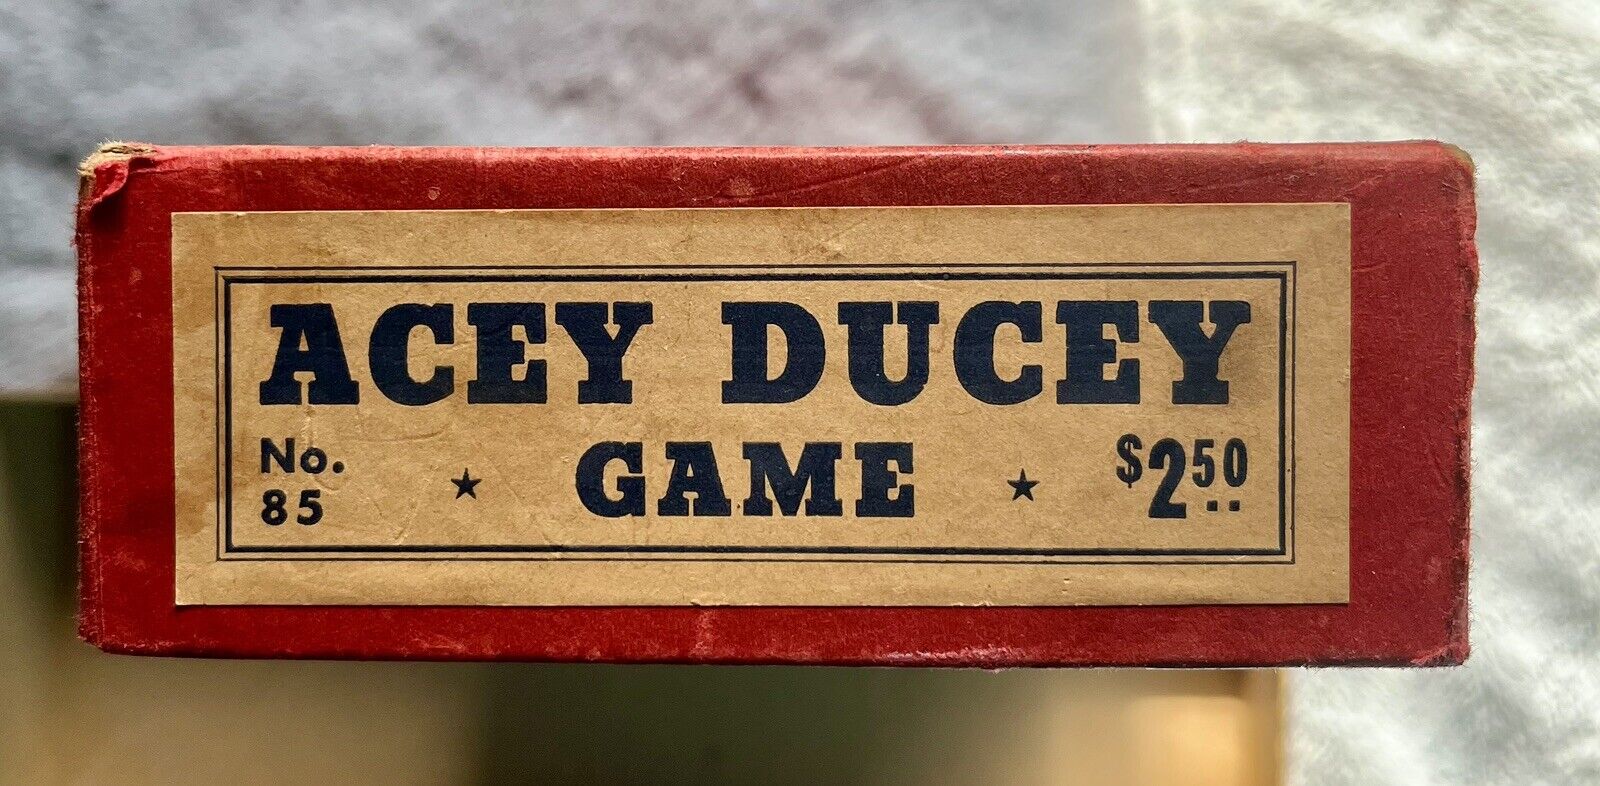 ACEY DUCEY
No. 85 ★ GAME ★ $2.50